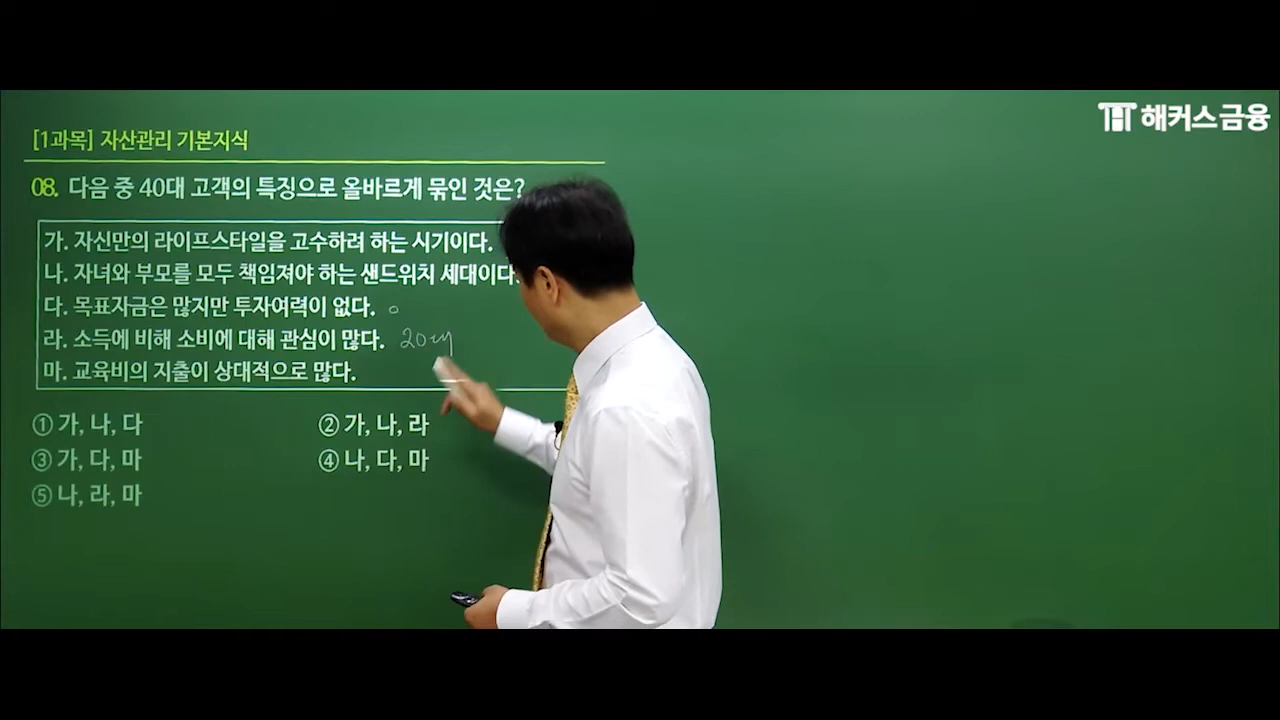 해커스금융
[1과목] 자산관리 기본지식
08. 다음 중 40대 고객의 특징으로 올바르게 묶인 것은?
가. 자신만의 라이프스타일을 고수하려 하는 시기이다.
나. 자녀와 부모를 모두 책임져야 하는 샌드위치 세대이다.
다. 목표자금은 많지만 투자여력이 없다. ○
라. 소득에 비해 소비에 대해 관심이 많다. 20대
마. 교육비의 지출이 상대적으로 많다.
① 가, 나, 다 ② 가, 나, 라
③ 가, 다, 마 ④ 나, 다, 마
⑤ 나, 라, 마